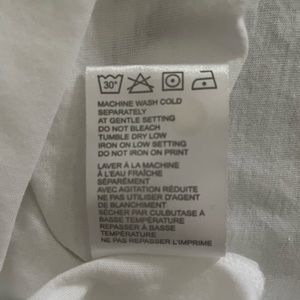 30°
MACHINE WASH COLD
SEPARATELY
AT GENTLE SETTING
DO NOT BLEACH
TUMBLE DRY LOW
IRON ON LOW SETTING
DO NOT IRON ON PRINT
LAVER À LA MACHINE
À L'EAU FRAÎCHE
SÉPARÉMENT
AVEC AGITATION RÉDUITE
NE PAS UTILISER D'AGENT
DE BLANCHIMENT
SÉCHER PAR CULBUTASE À
BASSE TEMPÉRATURE
REPASSER À BASSE
TEMPÉRATURE
NE PAS REPASSER L'IMPRIME